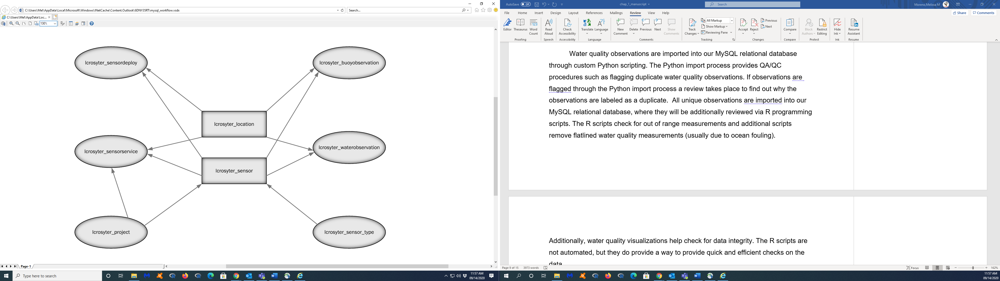 C:\Users\Mel\AppData\Local\Microsoft\Windows\INetCache\Content.Outlook\6DNY35RT\mysql_workflow.vsdx
Search...
C:\Users\Mel\AppData\Loc...
130%
lcrosyter_sensordeploy
lcrosyter_buoyobservation
lcrosyter_location
lcrosyter_sensorservice
lcrosyter_waterobservation
lcrosyter_sensor
lcrosyter_project
lcrosyter_sensor_type
Page-1
Type here to search
11:57 AM
09/14/2020
AutoSave Off
chap_1_manuscript
Search
Moreno,Melissa M
File Home Insert Design Layout References Mailings Review View Help
Share Comments
Editor Thesaurus Word Count
Proofing
Read Aloud
Speech
Check Accessibility
Accessibility
Translate Language
Language
New Comment Delete Previous Next Show Comments
Comments
Track Changes All Markup
Show Markup
Reviewing Pane
Tracking
Accept Reject Previous
Next
Changes
Compare
Compare
Block Authors Restrict Editing
Protect
Hide Ink
Ink
Resume Assistant
Resume
Water quality observations are imported into our MySQL relational database
through custom Python scripting. The Python import process provides QA/QC
procedures such as flagging duplicate water quality observations. If observations are
flagged through the Python import process a review takes place to find out why the
observations are labeled as a duplicate.  All unique observations are imported into our
MySQL relational database, where they will be additionally reviewed via R programming
scripts. The R scripts check for out of range measurements and additional scripts
remove flatlined water quality measurements (usually due to ocean fouling).
Additionally, water quality visualizations help check for data integrity. The R scripts are
not automated, but they do provide a way to provide quick and efficient checks on the
data
Page 9 of 15 3973 words
Focus
162%
11:57 AM
09/14/2020